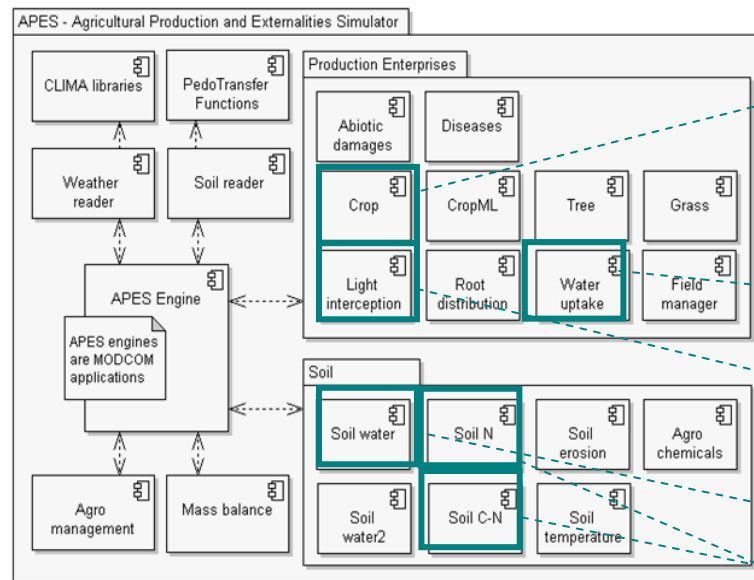 APES - Agricultural Production and Externalities Simulator
CLIMA libraries
PedoTransfer
Functions
Weather
reader
Soil reader
APES Engine
APES engines
are MODCOM
applications
Agro
management
Mass balance
Production Enterprises
Abiotic
damages
Diseases
Crop
CropML
Tree
Grass
Light
interception
Root
distribution
Water
uptake
Field
manager
Soil
Soil water
Soil N
Soil
erosion
Agro
chemicals
Soil
water2
Soil C-N
Soil
temperature